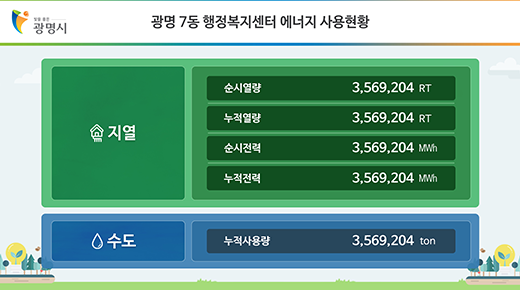 빛을 품은
광명시
광명 7동 행정복지센터 에너지 사용현황
지열
순시열량 3,569,204 RT
누적열량 3,569,204 RT
순시전력 3,569,204 MWh
누적전력 3,569,204 MWh
수도
누적사용량 3,569,204 ton